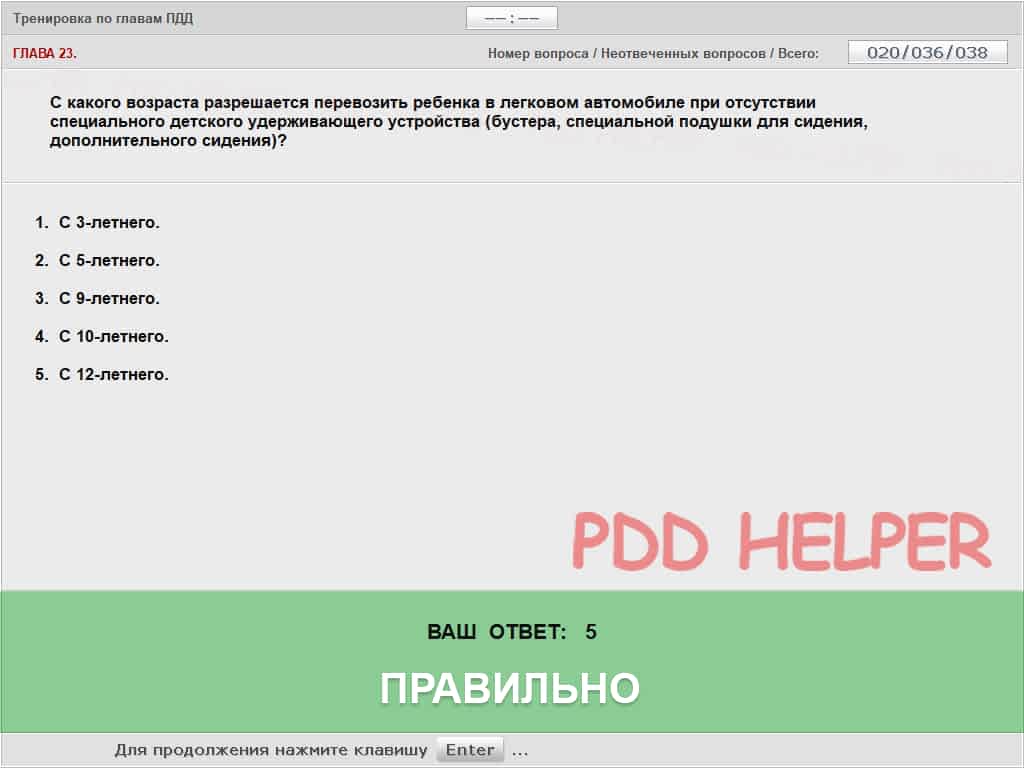 Тренировка по главам ПДД
–– : ––
ГЛАВА 23.
Номер вопроса / Неотвеченных вопросов / Всего: 020/036/038
С какого возраста разрешается перевозить ребенка в легковом автомобиле при отсутствии
специального детского удерживающего устройства (бустера, специальной подушки для сидения,
дополнительного сидения)?
1. С 3-летнего.
2. С 5-летнего.
3. С 9-летнего.
4. С 10-летнего.
5. С 12-летнего.
PDD HELPER
ВАШ ОТВЕТ: 5
ПРАВИЛЬНО
Для продолжения нажмите клавишу Enter ...